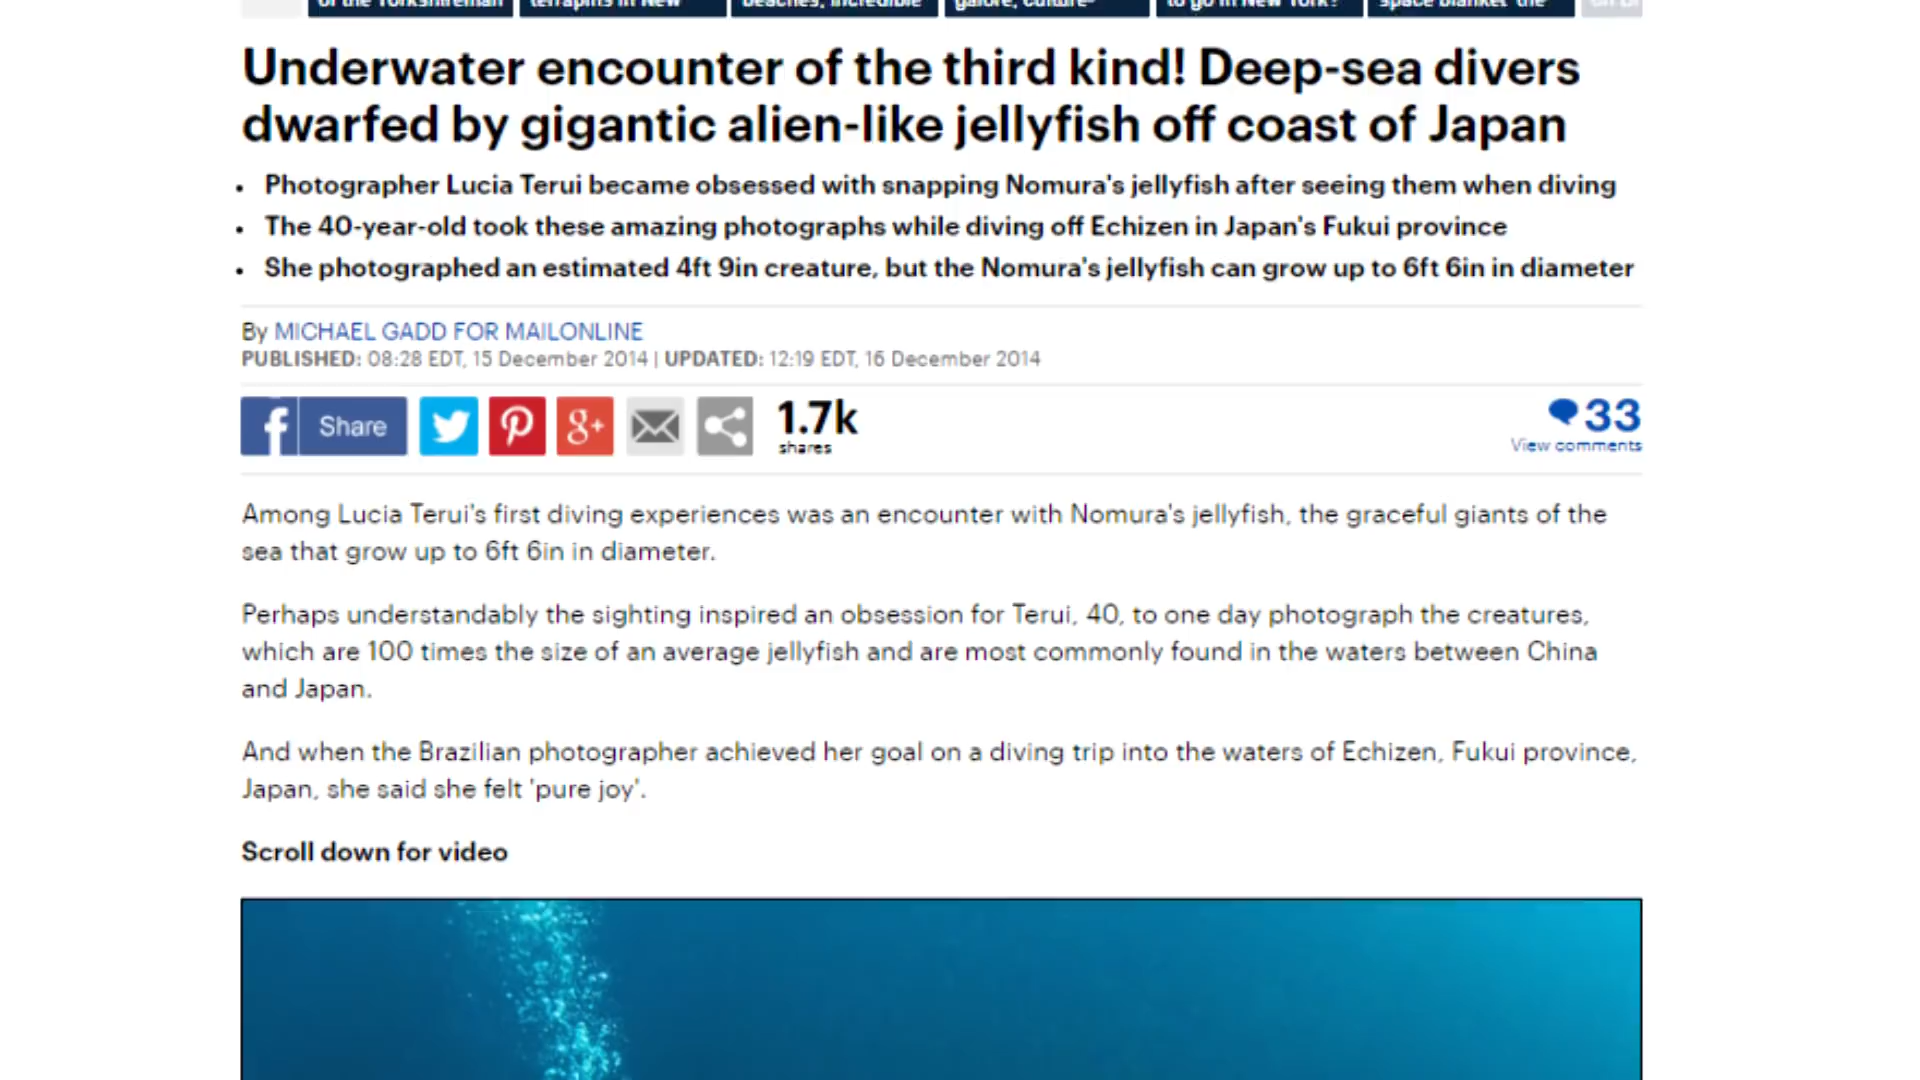 of the Yorkshireman
terrapins in New
beaches, incredible
galore, culture-
to go in New York?
space blanket' the
Underwater encounter of the third kind! Deep-sea divers
dwarfed by gigantic alien-like jellyfish off coast of Japan
• Photographer Lucia Terui became obsessed with snapping Nomura's jellyfish after seeing them when diving
• The 40-year-old took these amazing photographs while diving off Echizen in Japan's Fukui province
• She photographed an estimated 4ft 9in creature, but the Nomura's jellyfish can grow up to 6ft 6in in diameter
By MICHAEL GADD FOR MAILONLINE
PUBLISHED: 08:28 EDT, 15 December 2014 | UPDATED: 12:19 EDT, 16 December 2014
f Share
g+
1.7k
shares
33
View comments
Among Lucia Terui's first diving experiences was an encounter with Nomura's jellyfish, the graceful giants of the
sea that grow up to 6ft 6in in diameter.
Perhaps understandably the sighting inspired an obsession for Terui, 40, to one day photograph the creatures,
which are 100 times the size of an average jellyfish and are most commonly found in the waters between China
and Japan.
And when the Brazilian photographer achieved her goal on a diving trip into the waters of Echizen, Fukui province,
Japan, she said she felt 'pure joy'.
Scroll down for video